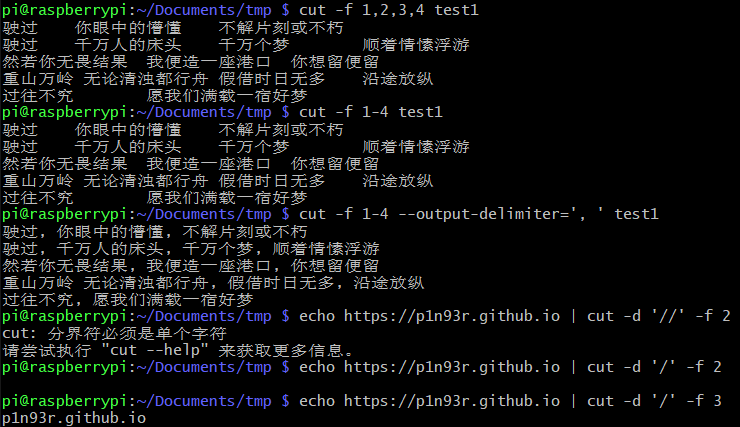 pi@raspberrypi:~/Documents/tmp $ cut -f 1,2,3,4 test1
驶过    你眼中的懵懂    不解片刻或不朽
驶过    千万人的床头    千万个梦        顺着情愫浮游
然若你无畏结果  我便造一座港口  你想留便留
重山万岭 无论清浊都行舟 假借时日无多    沿途放纵
过往不究        愿我们满载一宿好梦
pi@raspberrypi:~/Documents/tmp $ cut -f 1-4 test1
驶过    你眼中的懵懂    不解片刻或不朽
驶过    千万人的床头    千万个梦        顺着情愫浮游
然若你无畏结果  我便造一座港口  你想留便留
重山万岭 无论清浊都行舟 假借时日无多    沿途放纵
过往不究        愿我们满载一宿好梦
pi@raspberrypi:~/Documents/tmp $ cut -f 1-4 --output-delimiter=', ' test1
驶过, 你眼中的懵懂, 不解片刻或不朽
驶过, 千万人的床头, 千万个梦, 顺着情愫浮游
然若你无畏结果, 我便造一座港口, 你想留便留
重山万岭 无论清浊都行舟, 假借时日无多, 沿途放纵
过往不究, 愿我们满载一宿好梦
pi@raspberrypi:~/Documents/tmp $ echo https://p1n93r.github.io | cut -d '//' -f 2
cut: 分界符必须是单个字符
请尝试执行 "cut --help" 来获取更多信息。
pi@raspberrypi:~/Documents/tmp $ echo https://p1n93r.github.io | cut -d '/' -f 2

pi@raspberrypi:~/Documents/tmp $ echo https://p1n93r.github.io | cut -d '/' -f 3
p1n93r.github.io